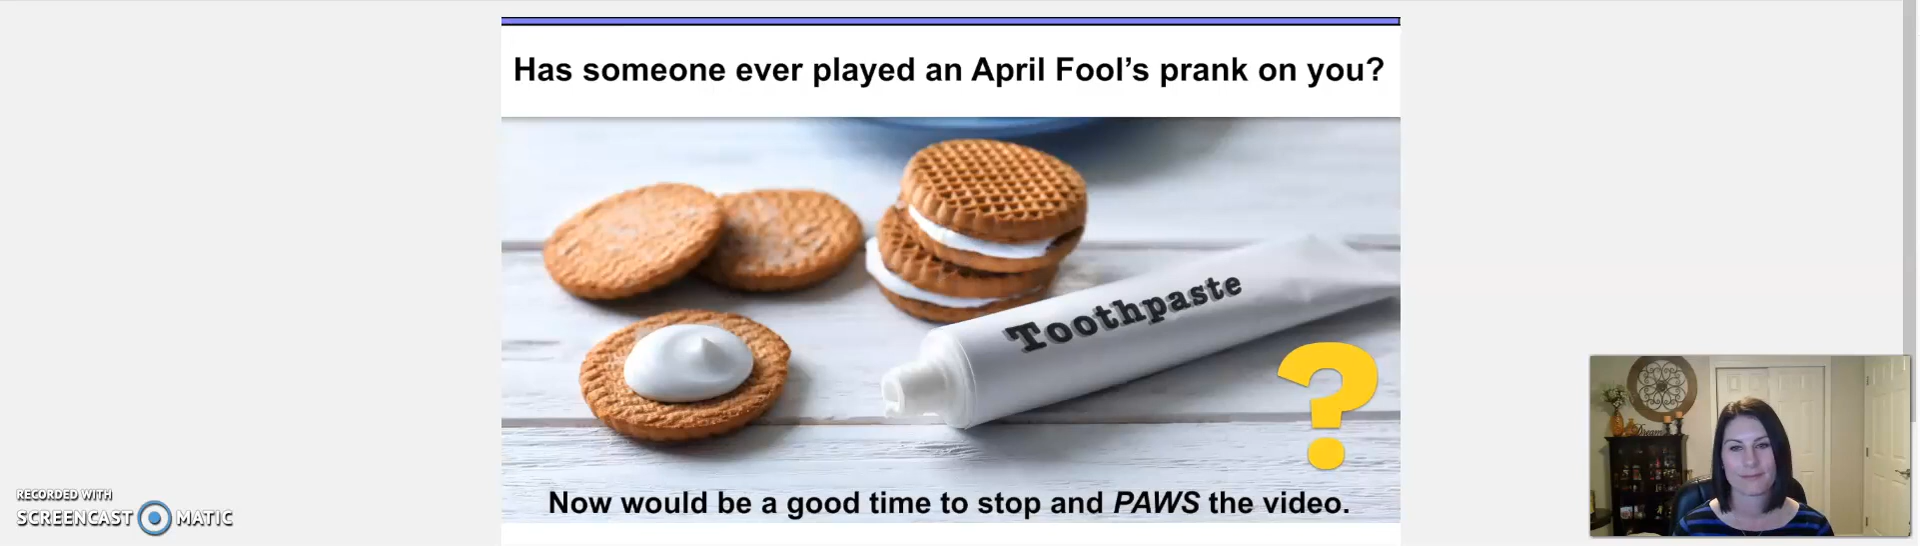 Has someone ever played an April Fool's prank on you?
Toothpaste
?
Now would be a good time to stop and PAWS the video.
RECORDED WITH
SCREENCAST MATIC
Dream